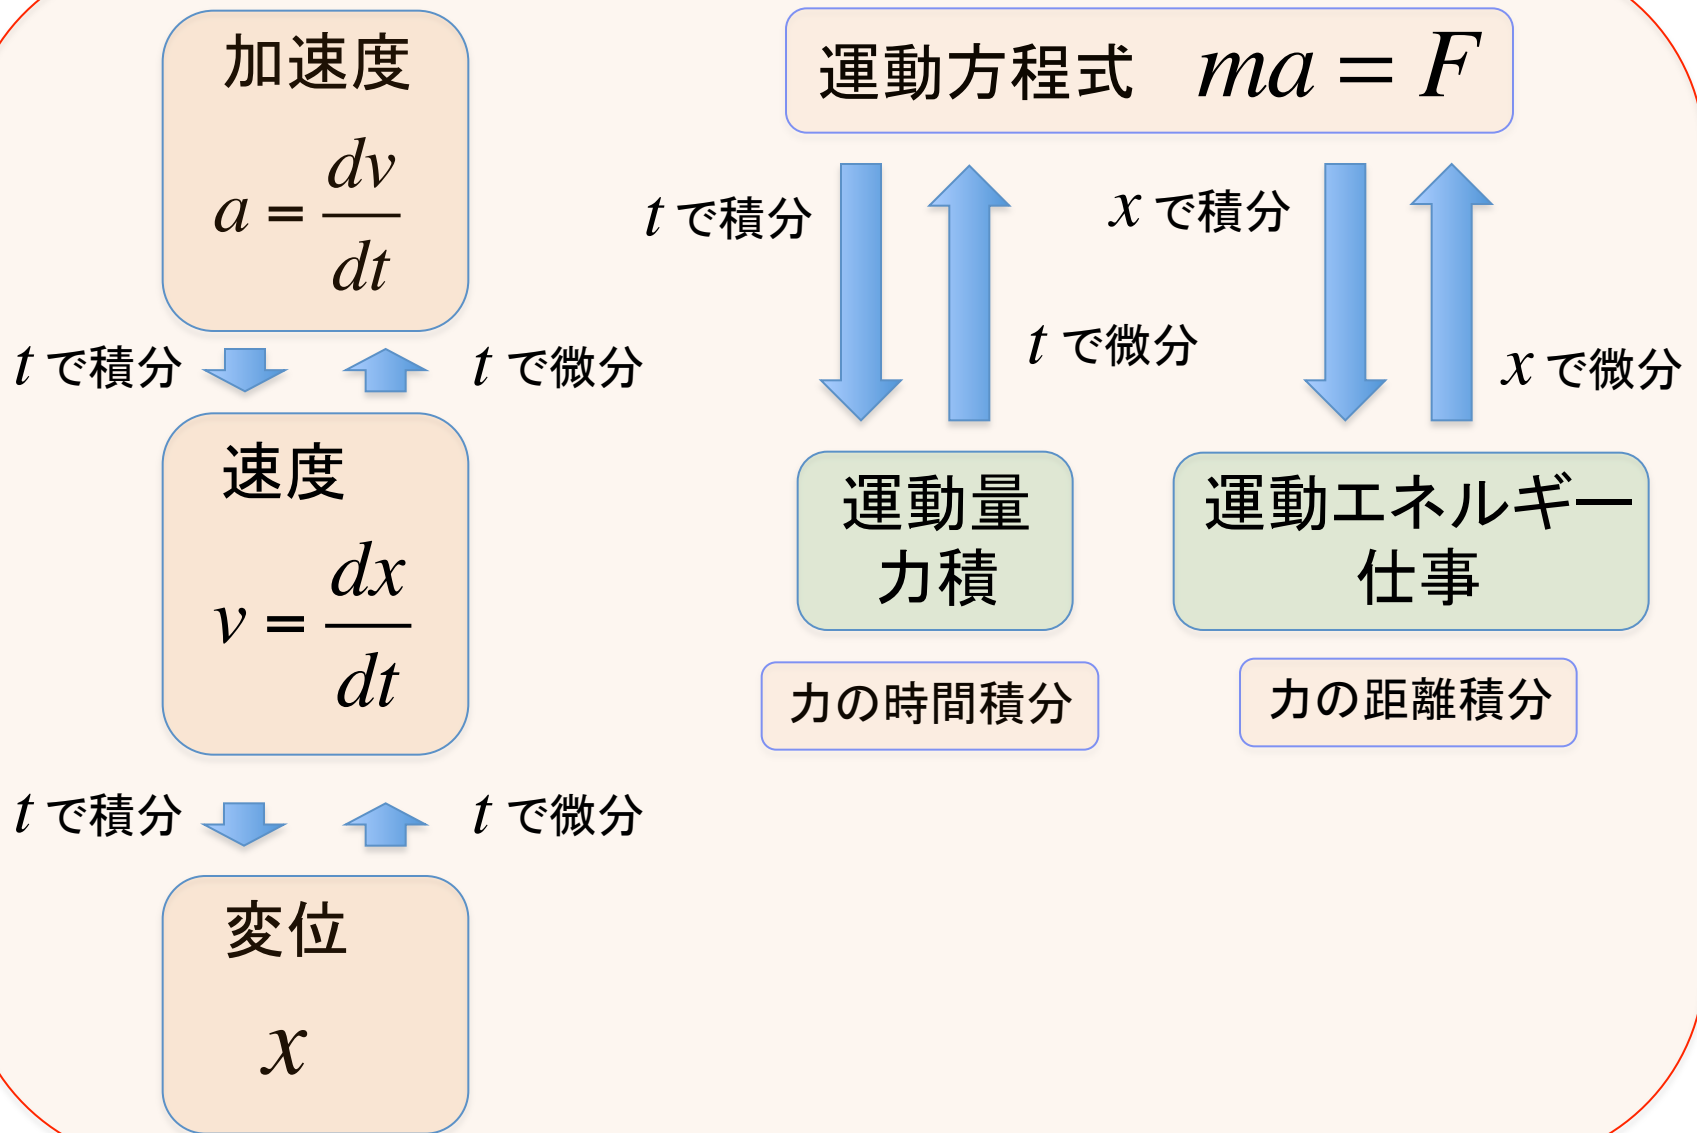 加速度
a = dv/dt
t で積分
t で微分
速度
v = dx/dt
t で積分
t で微分
変位
x
運動方程式 ma = F
t で積分
t で微分
x で積分
x で微分
運動量
力積
力の時間積分
運動エネルギー
仕事
力の距離積分